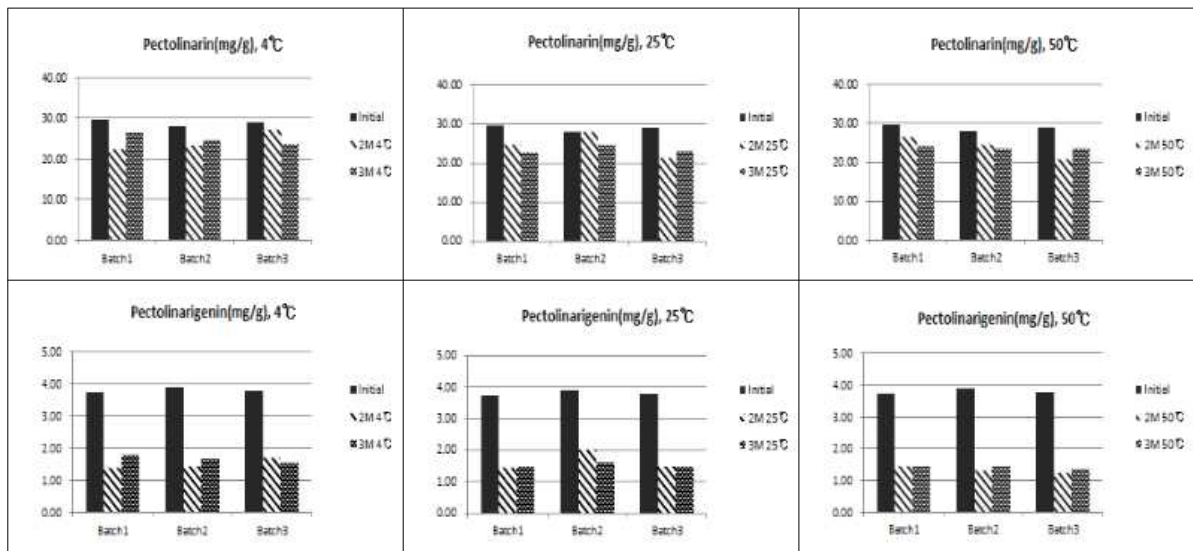 Pectolinarin(mg/g), 4℃
40.00
30.00
20.00
10.00
0.00
Batch1 Batch2 Batch3
Initial
2M 4℃
3M 4℃
Pectolinarin(mg/g), 25℃
40.00
30.00
20.00
10.00
0.00
Batch1 Batch2 Batch3
Initial
2M 25℃
3M 25℃
Pectolinarin(mg/g), 50℃
40.00
30.00
20.00
10.00
0.00
Batch1 Batch2 Batch3
Initial
2M 50℃
3M 50℃
Pectolinarigenin(mg/g), 4℃
5.00
4.00
3.00
2.00
1.00
0.00
Batch1 Batch2 Batch3
Initial
2M 4℃
3M 4℃
Pectolinarigenin(mg/g), 25℃
5.00
4.00
3.00
2.00
1.00
0.00
Batch1 Batch2 Batch3
Initial
2M 25℃
3M 25℃
Pectolinarigenin(mg/g), 50℃
5.00
4.00
3.00
2.00
1.00
0.00
Batch1 Batch2 Batch3
Initial
2M 50℃
3M 50℃